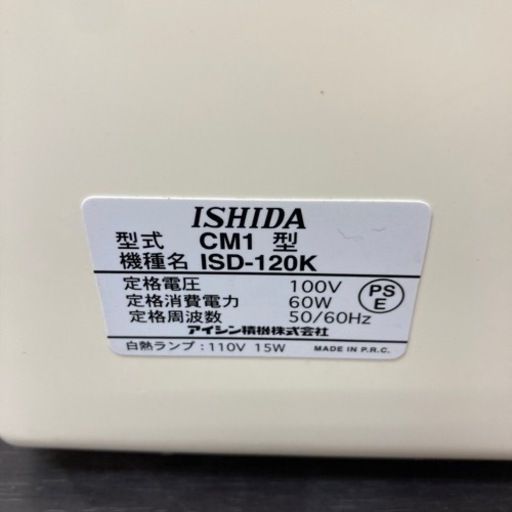 ISHIDA
型式 CM1 型
機種名 ISD-120K
定格電圧 100V
定格消費電力 60W
定格周波数 50/60Hz
PS
E
アイシン精機株式会社
白熱ランプ:110V 15W MADE IN P.R.C.